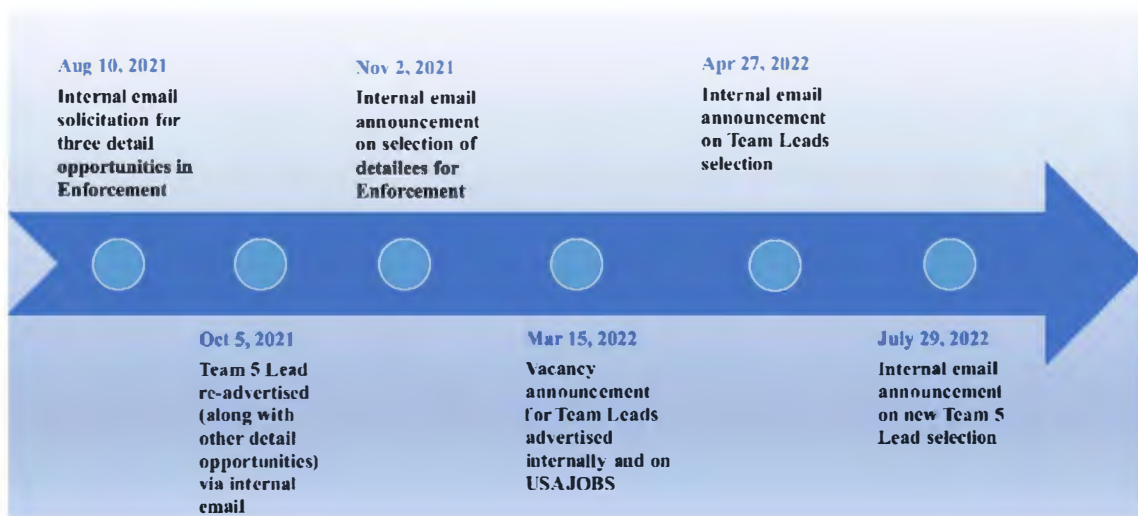 Aug 10, 2021
Internal email
solicitation for
three detail
opportunities in
Enforcement
Oct 5, 2021
Team 5 Lead
re-advertised
(along with
other detail
opportunities)
via internal
email
Nov 2, 2021
Internal email
announcement
on selection of
detailees for
Enforcement
Mar 15, 2022
Vacancy
announcement
for Team Leads
advertised
internally and on
USAJOBS
Apr 27, 2022
Internal email
announcement
on Team Leads
selection
July 29, 2022
Internal email
announcement
on new Team 5
Lead selection